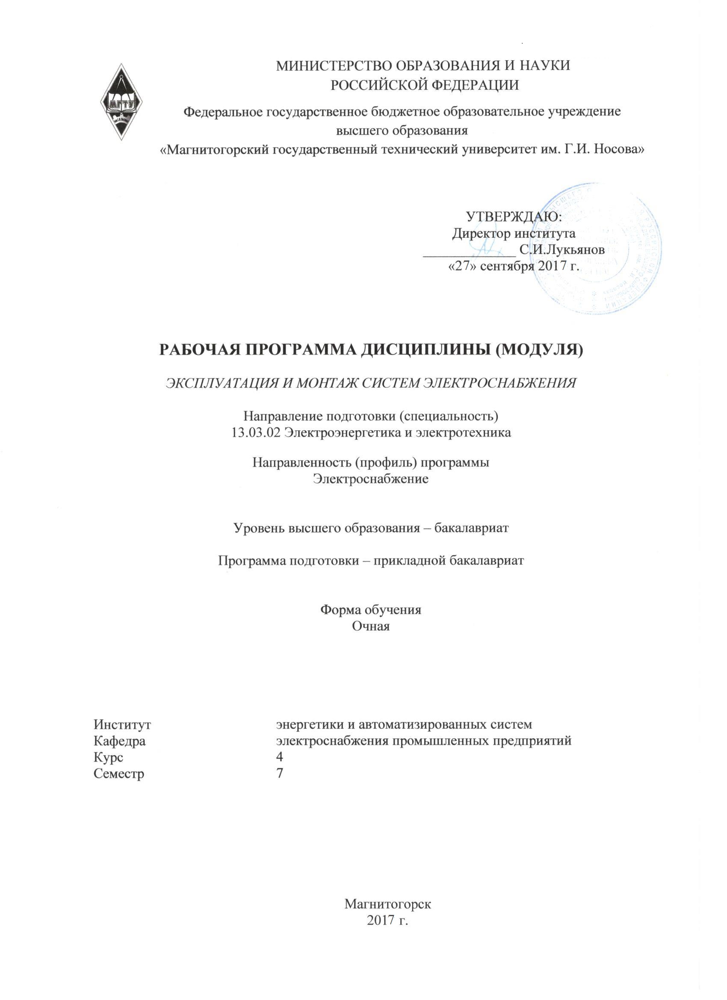 МИНИСТЕРСТВО ОБРАЗОВАНИЯ И НАУКИ
РОССИЙСКОЙ ФЕДЕРАЦИИ
Федеральное государственное бюджетное образовательное учреждение
высшего образования
«Магнитогорский государственный технический университет им. Г.И. Носова»
МГТУ
УТВЕРЖДАЮ:
Директор института
_____________ С.И.Лукьянов
«27» сентября 2017 г.
РАБОЧАЯ ПРОГРАММА ДИСЦИПЛИНЫ (МОДУЛЯ)
ЭКСПЛУАТАЦИЯ И МОНТАЖ СИСТЕМ ЭЛЕКТРОСНАБЖЕНИЯ
Направление подготовки (специальность)
13.03.02 Электроэнергетика и электротехника
Направленность (профиль) программы
Электроснабжение
Уровень высшего образования – бакалавриат
Программа подготовки – прикладной бакалавриат
Форма обучения
Очная
Институт энергетики и автоматизированных систем
Кафедра электроснабжения промышленных предприятий
Курс 4
Семестр 7
Магнитогорск
2017 г.